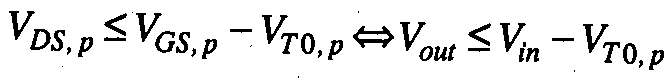 V_{DS,p} ≤ V_{GS,p} − V_{T0,p} ⇔ V_{out} ≤ V_{in} − V_{T0,p}